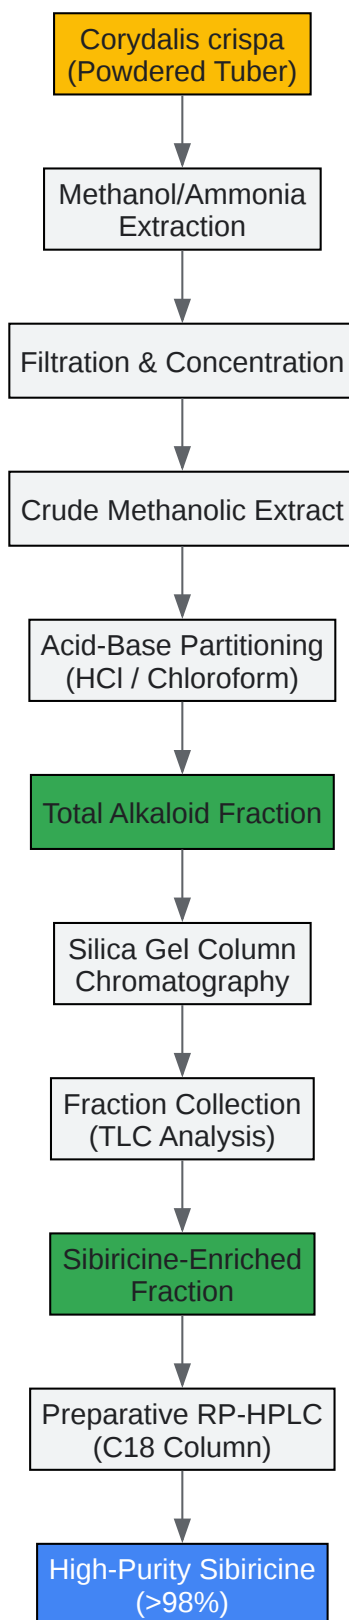 Corydalis crispa
(Powdered Tuber)
Methanol/Ammonia
Extraction
Filtration & Concentration
Crude Methanolic Extract
Acid-Base Partitioning
(HCl / Chloroform)
Total Alkaloid Fraction
Silica Gel Column
Chromatography
Fraction Collection
(TLC Analysis)
Sibiricine-Enriched
Fraction
Preparative RP-HPLC
(C18 Column)
High-Purity Sibiricine
(>98%)